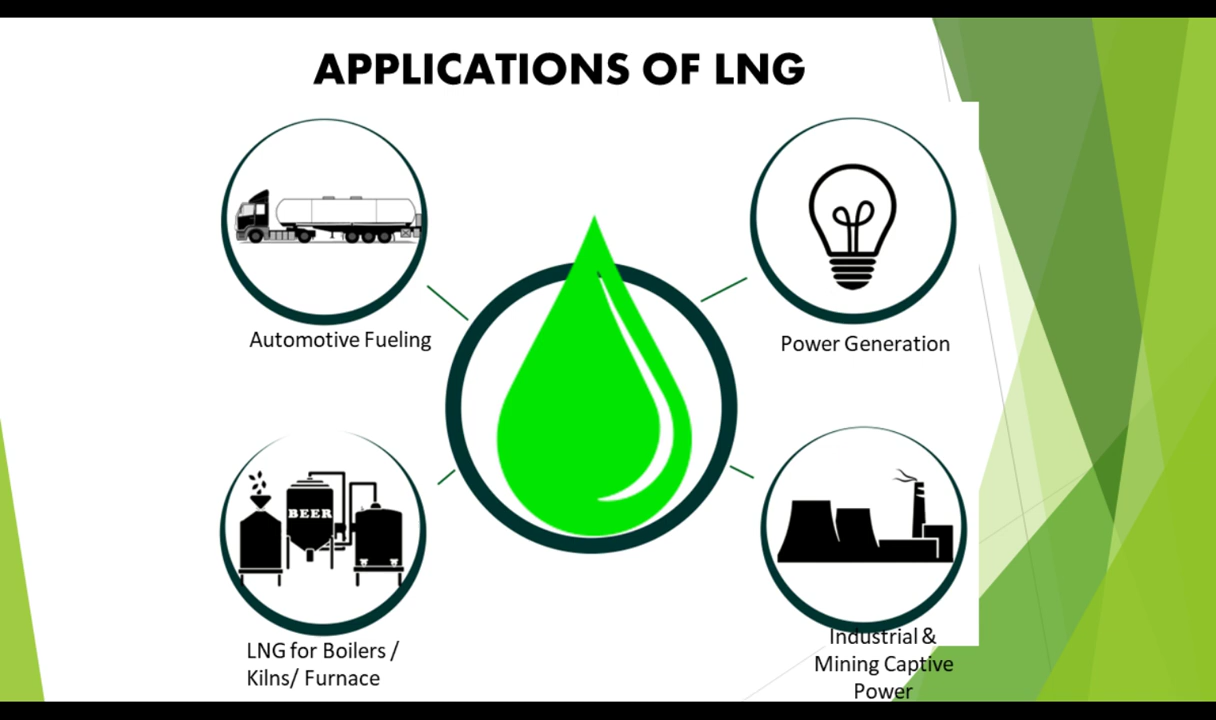 APPLICATIONS OF LNG
Automotive Fueling
Power Generation
BEER
LNG for Boilers /
Kilns/ Furnace
Industrial &
Mining Captive
Power